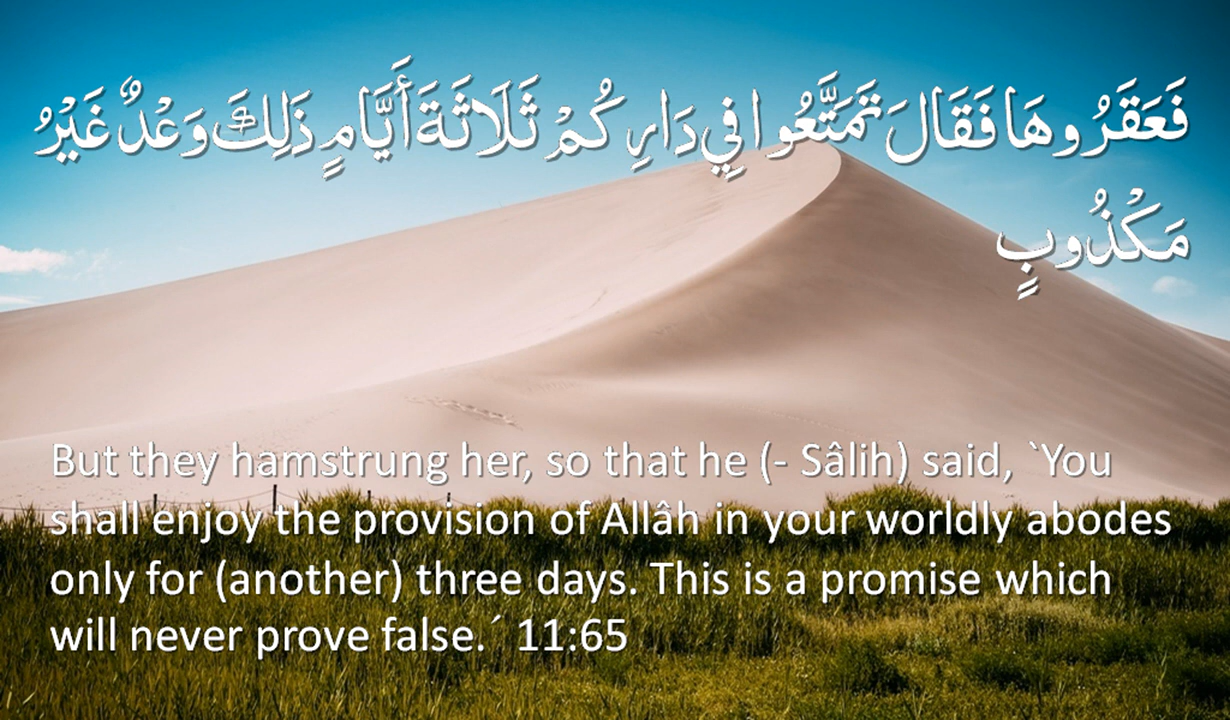 فَعَقَرُوهَا فَقَالَ تَمَتَّعُوا فِي دَارِكُمْ ثَلَاثَةَ أَيَّامٍ ذَلِكَ وَعْدٌ غَيْرُ
مَكْذُوبٍ
But they hamstrung her, so that he (- Sâlih) said, `You
shall enjoy the provision of Allâh in your worldly abodes
only for (another) three days. This is a promise which
will never prove false.´ 11:65